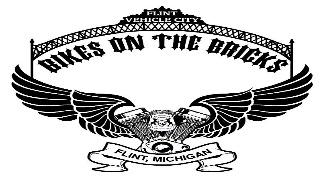 FLINT
VEHICLE CITY
BIKES ON THE BRICKS
FLINT, MICHIGAN